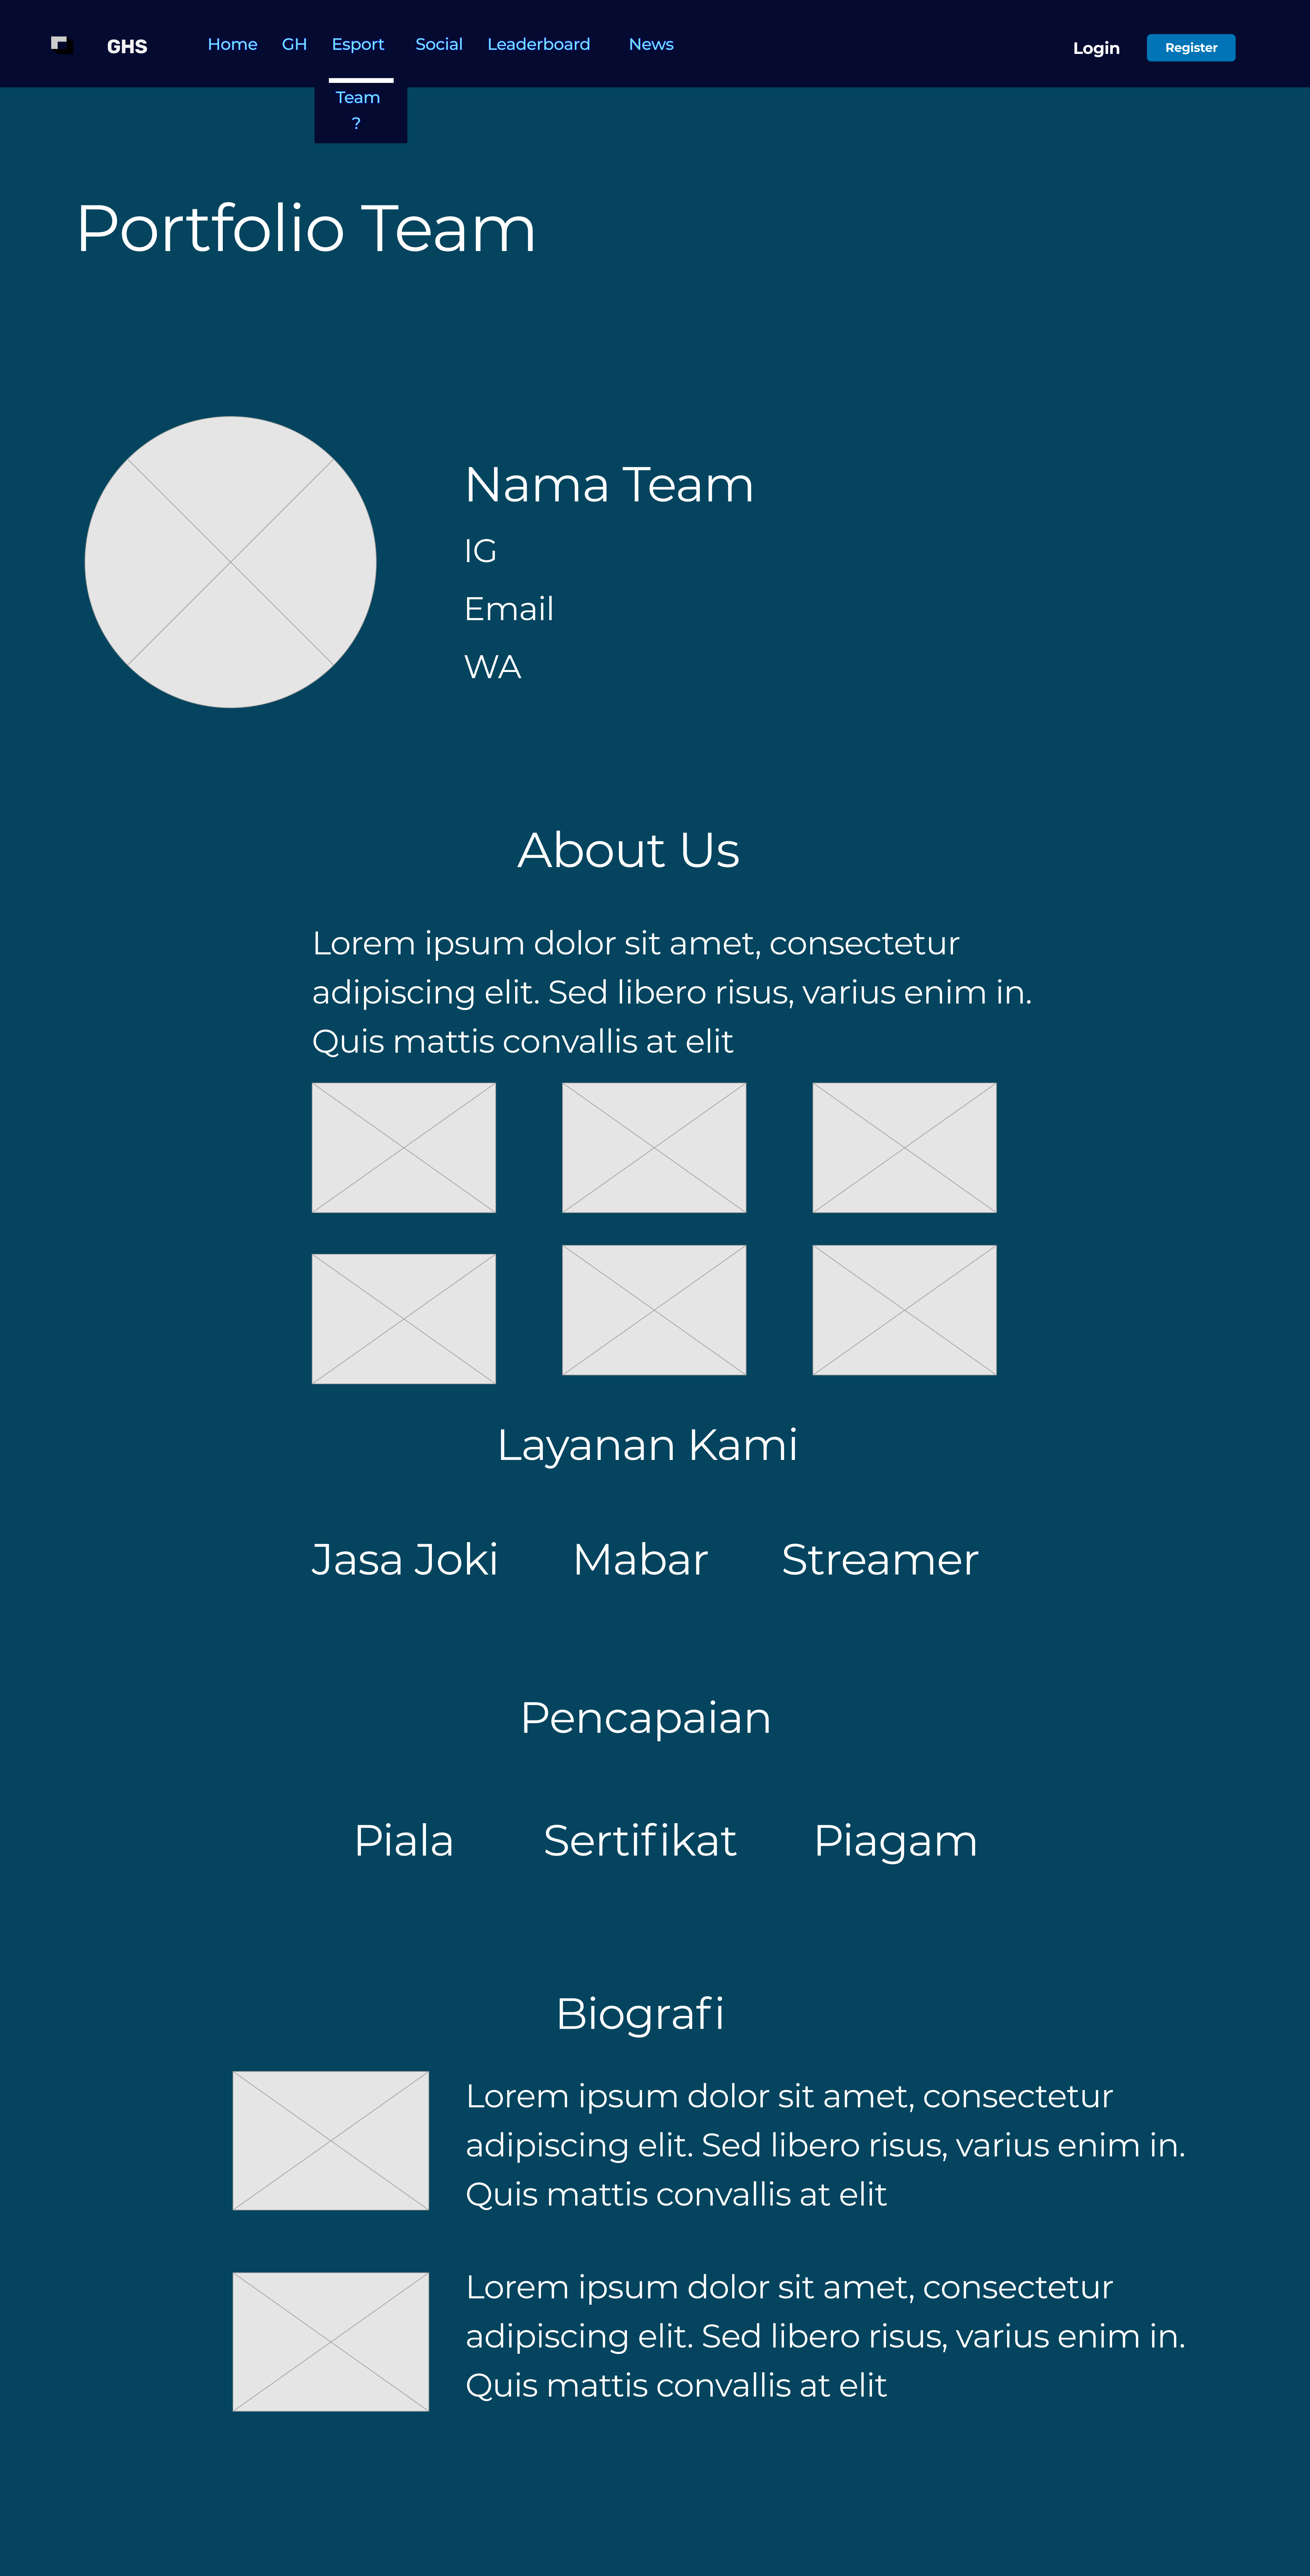 GHS
Home
GH
Esport
Social
Leaderboard
News
Login
Register
Team
?
Portfolio Team
Nama Team
IG
Email
WA
About Us
Lorem ipsum dolor sit amet, consectetur
adipiscing elit. Sed libero risus, varius enim in.
Quis mattis convallis at elit
Layanan Kami
Jasa Joki
Mabar
Streamer
Pencapaian
Piala
Sertifikat
Piagam
Biografi
Lorem ipsum dolor sit amet, consectetur
adipiscing elit. Sed libero risus, varius enim in.
Quis mattis convallis at elit
Lorem ipsum dolor sit amet, consectetur
adipiscing elit. Sed libero risus, varius enim in.
Quis mattis convallis at elit